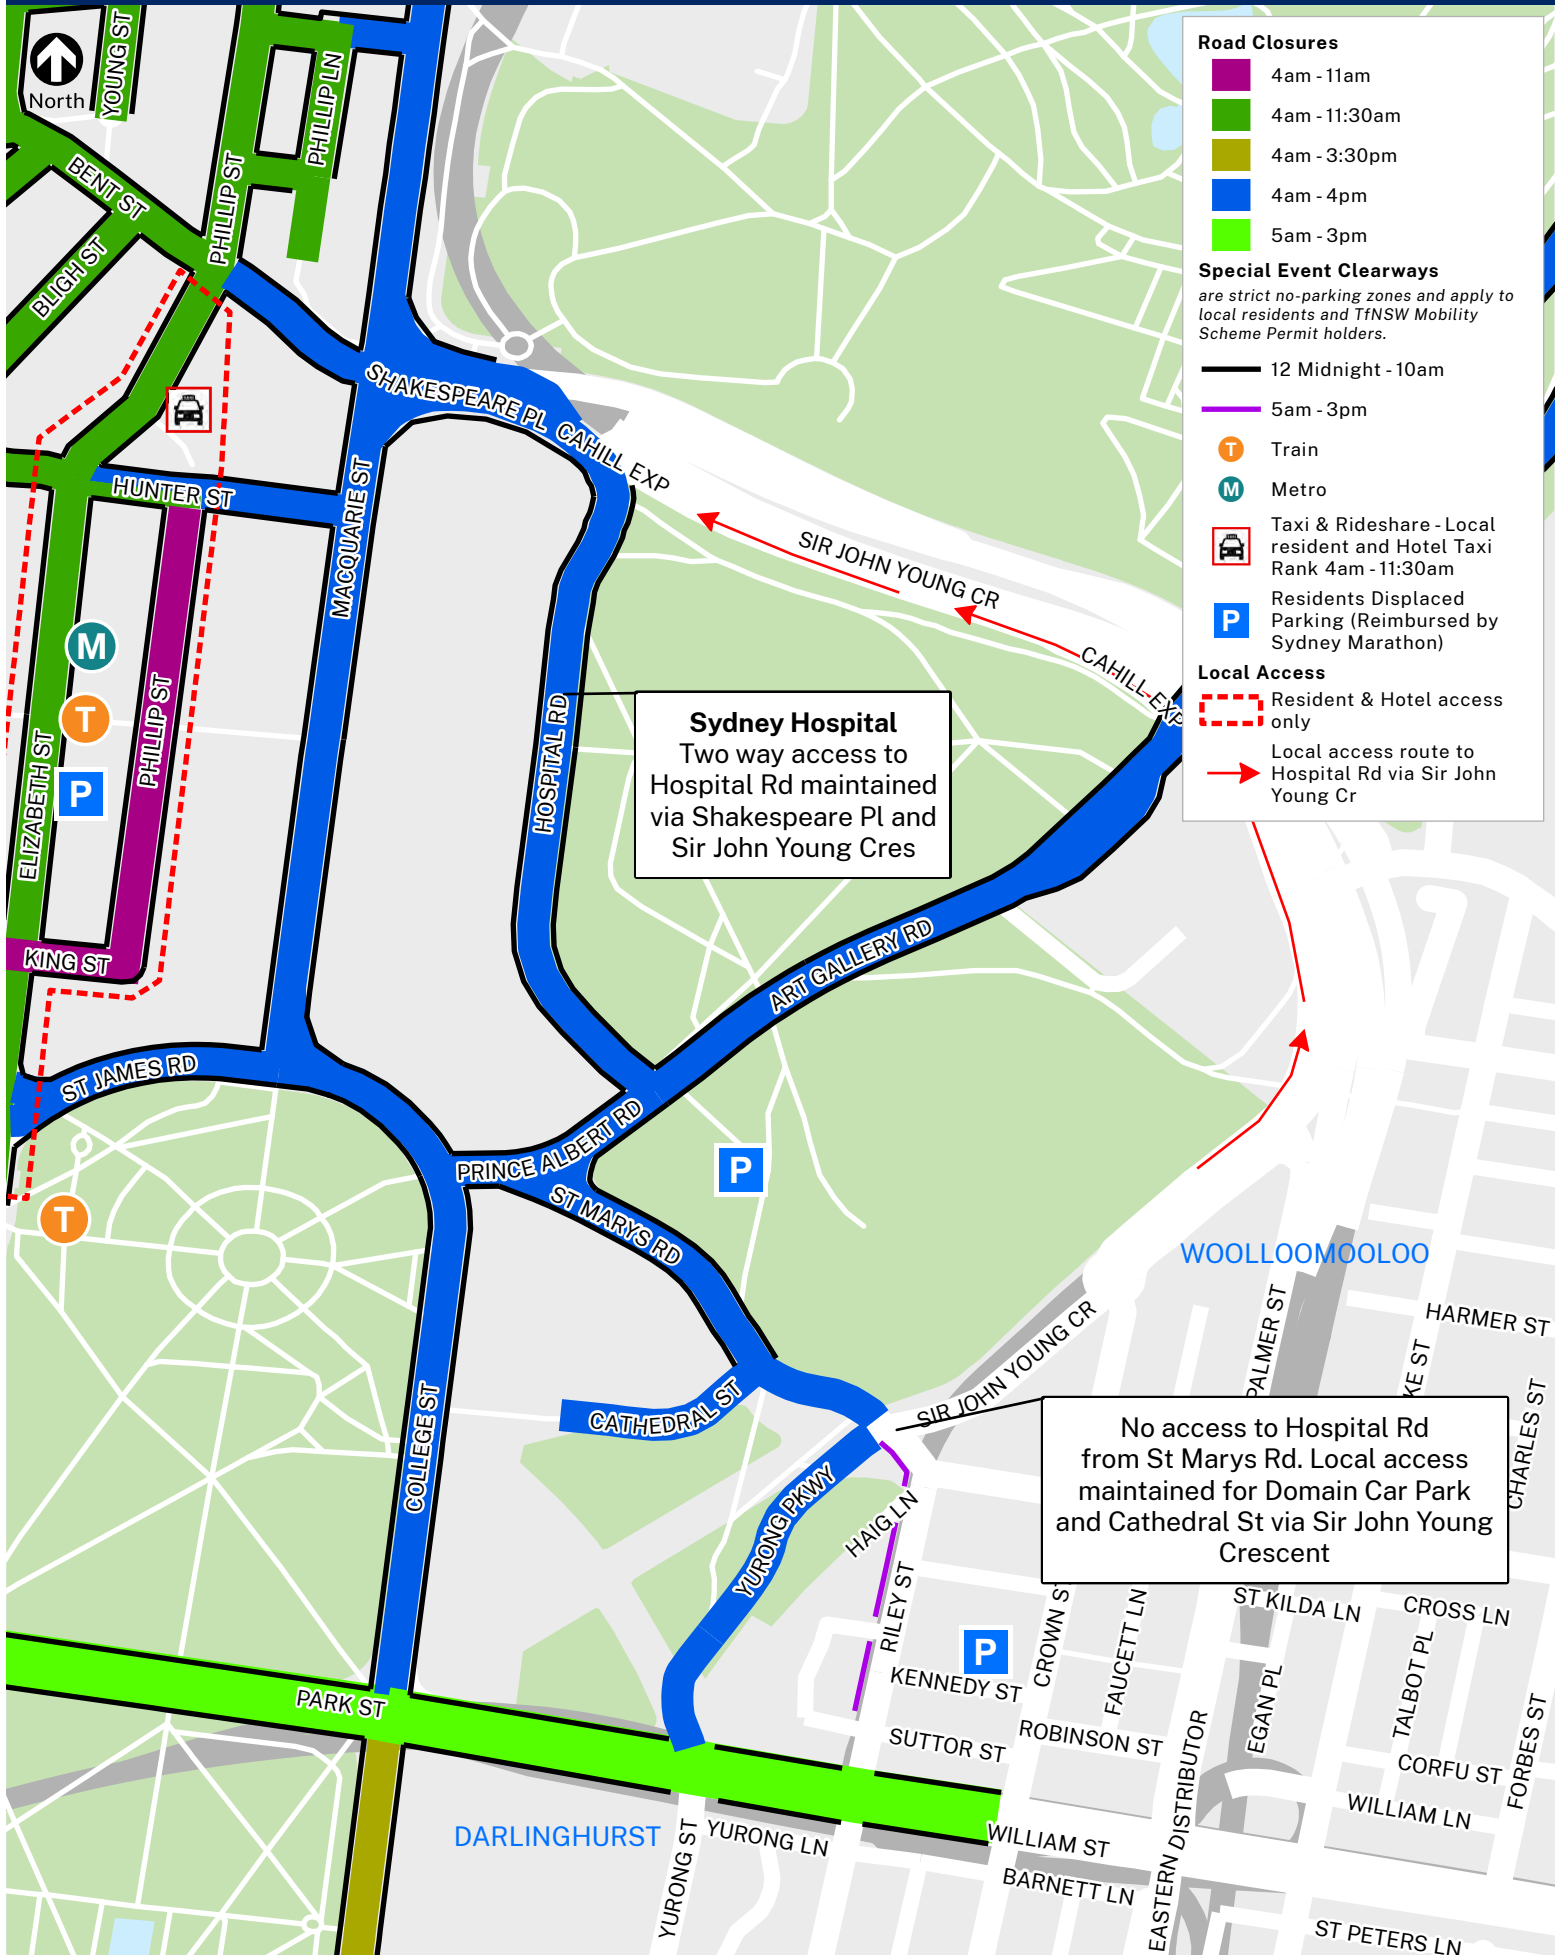 North
YOUNG ST
PHILLIP LN
BENT ST
PHILLIP ST
BLIGH ST
SHAKESPEARE PL
CAHILL EXP
HUNTER ST
MACQUARIE ST
SIR JOHN YOUNG CR
CAHILL EXP
M
T
P
PHILLIP ST
ELIZABETH ST
HOSPITAL RD
Sydney Hospital
Two way access to
Hospital Rd maintained
via Shakespeare Pl and
Sir John Young Cres
KING ST
ART GALLERY RD
ST JAMES RD
PRINCE ALBERT RD
P
T
ST MARYS RD
WOOLLOOMOOLOO
HARMER ST
PALMER ST
KE ST
CHARLES ST
SIR JOHN YOUNG CR
CATHEDRAL ST
COLLEGE ST
No access to Hospital Rd
from St Marys Rd. Local access
maintained for Domain Car Park
and Cathedral St via Sir John Young
Crescent
YURONG PKWY
HAIG LN
RILEY ST
P
CROWN ST
FAUCETT LN
ST KILDA LN
CROSS LN
KENNEDY ST
TALBOT PL
EGAN PL
FORBES ST
PARK ST
SUTTOR ST
ROBINSON ST
CORFU ST
WILLIAM LN
EASTERN DISTRIBUTOR
DARLINGHURST
YURONG ST
YURONG LN
WILLIAM ST
BARNETT LN
ST PETERS LN
Road Closures
4am - 11am
4am - 11:30am
4am - 3:30pm
4am - 4pm
5am - 3pm
Special Event Clearways
are strict no-parking zones and apply to
local residents and TfNSW Mobility
Scheme Permit holders.
12 Midnight - 10am
5am - 3pm
T Train
M Metro
Taxi & Rideshare - Local
resident and Hotel Taxi
Rank 4am - 11:30am
Residents Displaced
P Parking (Reimbursed by
Sydney Marathon)
Local Access
Resident & Hotel access
only
Local access route to
Hospital Rd via Sir John
Young Cr